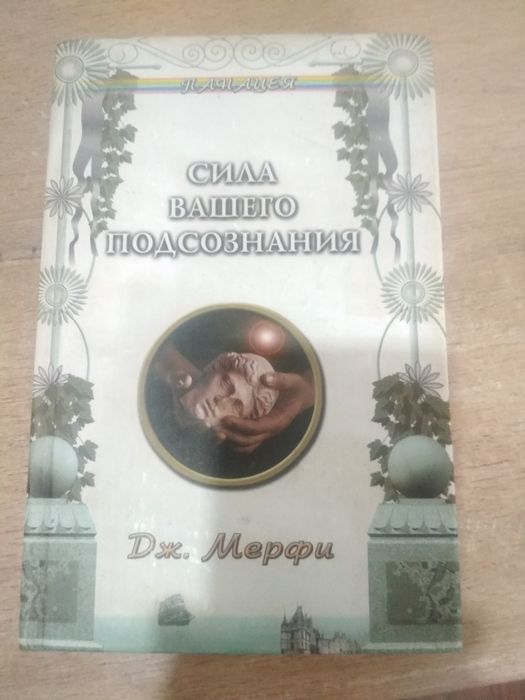 ПАНАЦЕЯ
СИЛА
ВАШЕГО
ПОДСОЗНАНИЯ
Дж. Мерфи